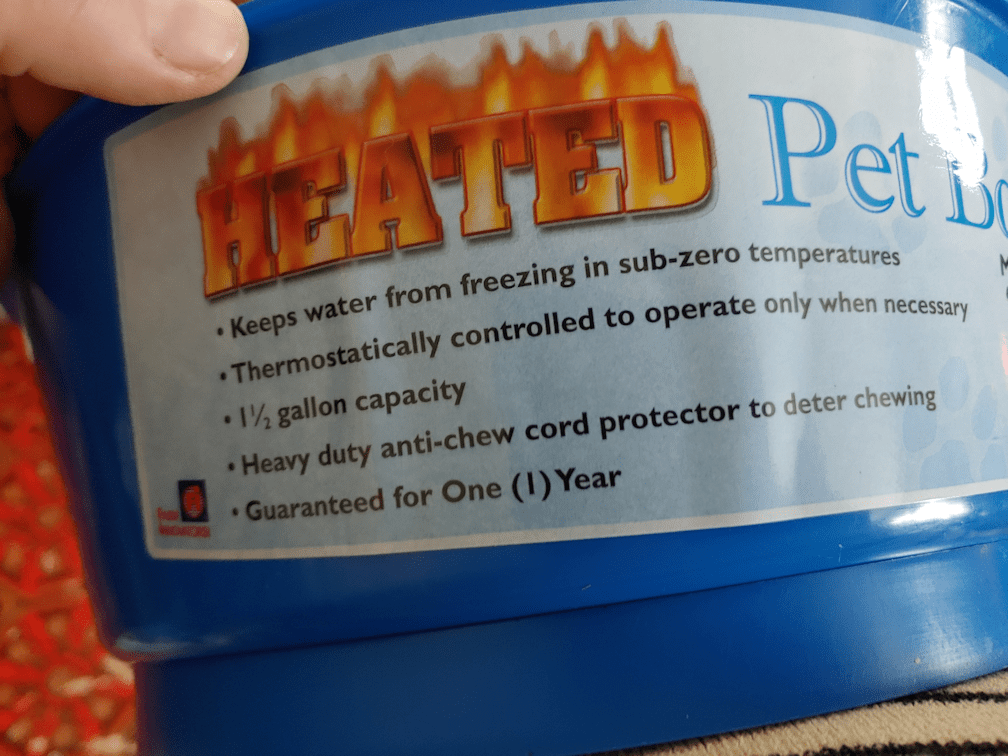 HEATED Pet
• Keeps water from freezing in sub-zero temperatures
• Thermostatically controlled to operate only when necessary
• 1½ gallon capacity
• Heavy duty anti-chew cord protector to deter chewing
• Guaranteed for One (1) Year